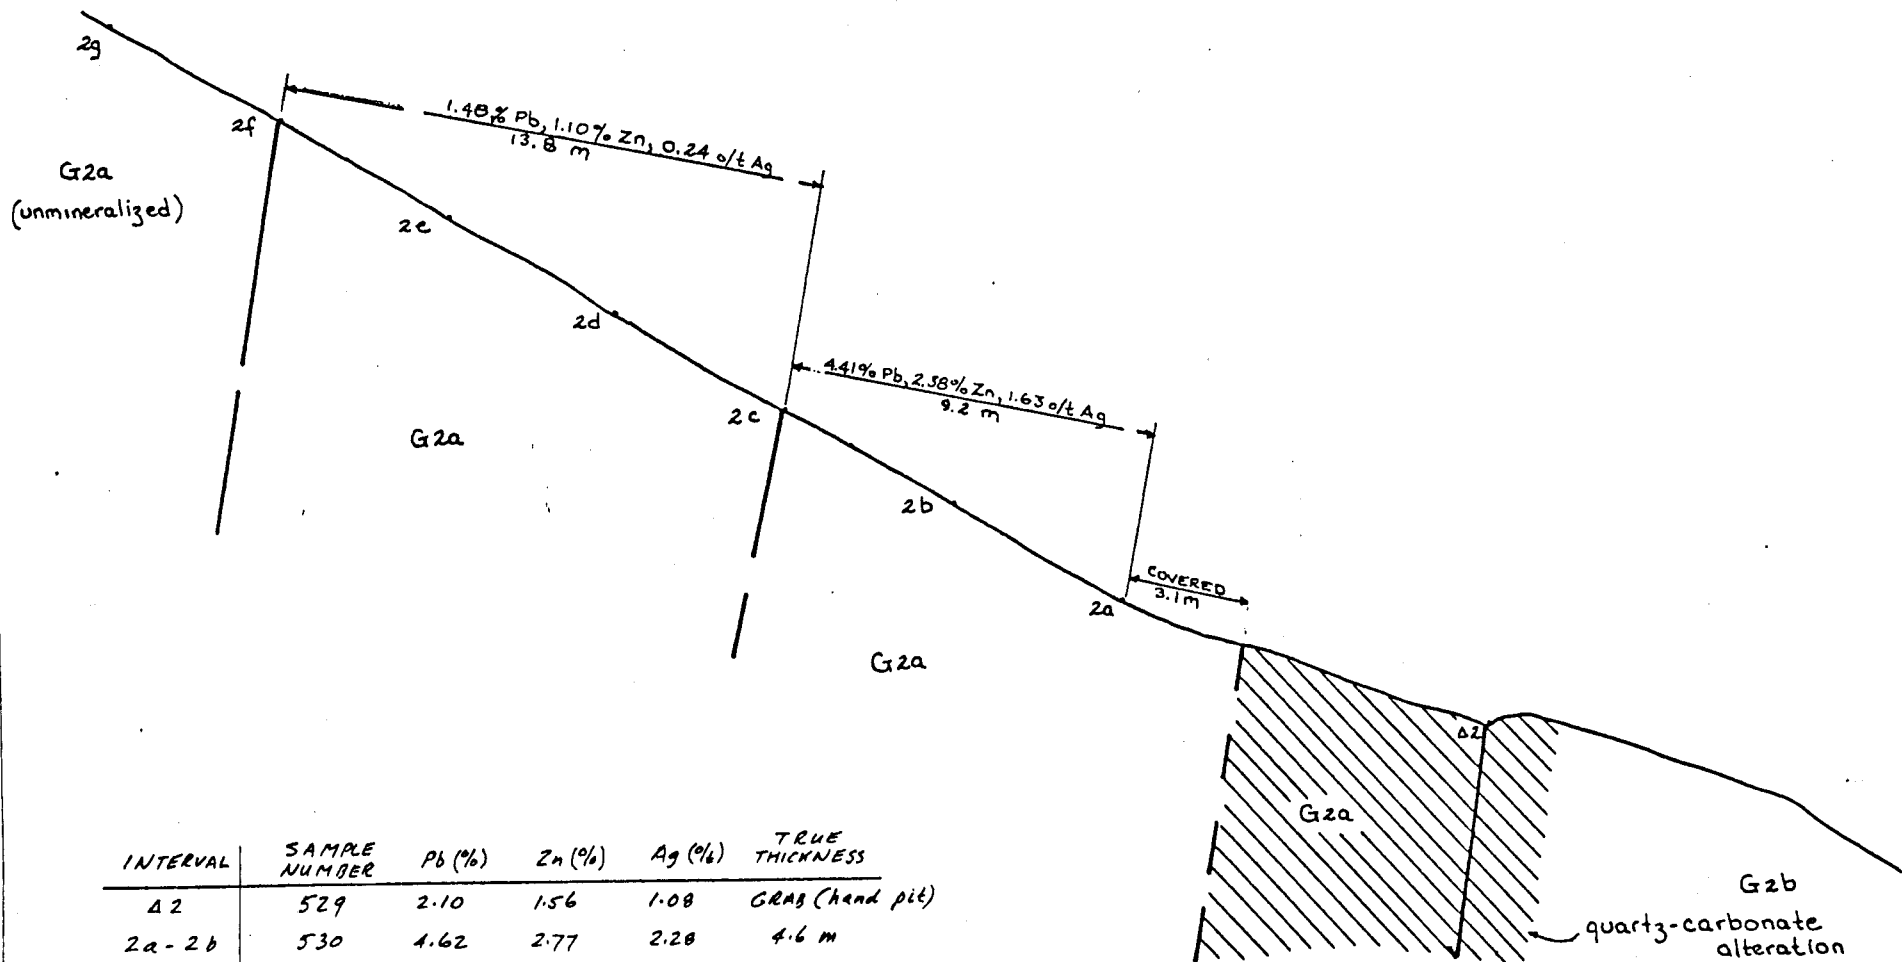 2g
1.48% Pb, 1.10% Zn, 0.24 o/t Ag
13.8 m
2f
G2a
(unmineralized)
2e
2d
4.41% Pb, 2.38% Zn, 1.63 o/t Ag
9.2 m
2c
G2a
2b
COVERED
3.1m
2a
G2a
Δ2
G2a
INTERVAL SAMPLE NUMBER Pb (%) Zn (%) Ag (%) TRUE THICKNESS
Δ2 529 2.10 1.56 1.08 GRAB (hand pit)
2a - 2b 530 4.62 2.77 2.28 4.6 m
G2b
quartz-carbonate
alteration